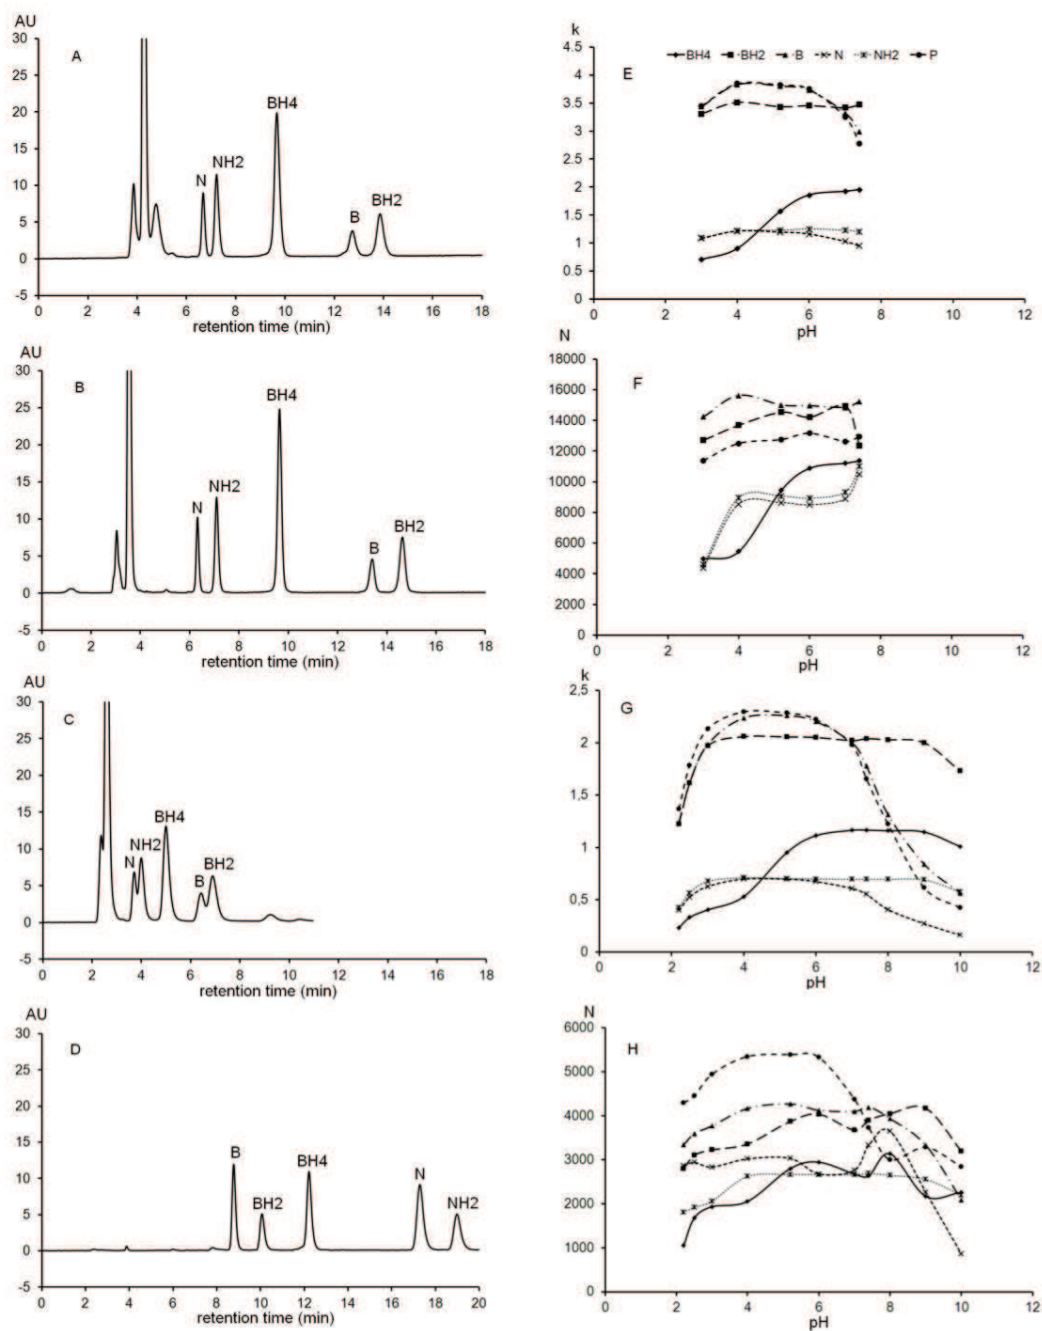 AU
A
30
25
20
15
10
5
0
-5
N
NH2
BH4
B
BH2
0 2 4 6 8 10 12 14 16 18
retention time (min)
k
E
BH4 BH2 B N NH2 P
4.5
4
3.5
3
2.5
2
1.5
1
0.5
0
0 2 4 6 8 10 12
pH
AU
B
30
25
20
15
10
5
0
-5
N
NH2
BH4
B
BH2
0 2 4 6 8 10 12 14 16 18
retention time (min)
N
F
18000
16000
14000
12000
10000
8000
6000
4000
2000
0
0 2 4 6 8 10 12
pH
AU
C
30
25
20
15
10
5
0
-5
N
NH2
BH4
B
BH2
0 2 4 6 8 10 12 14 16 18
retention time (min)
k
G
2.5
2
1.5
1
0.5
0
0 2 4 6 8 10 12
pH
AU
D
30
25
20
15
10
5
0
-5
B
BH2
BH4
N
NH2
0 2 4 6 8 10 12 14 16 18 20
retention time (min)
N
H
6000
5000
4000
3000
2000
1000
0
0 2 4 6 8 10 12
pH